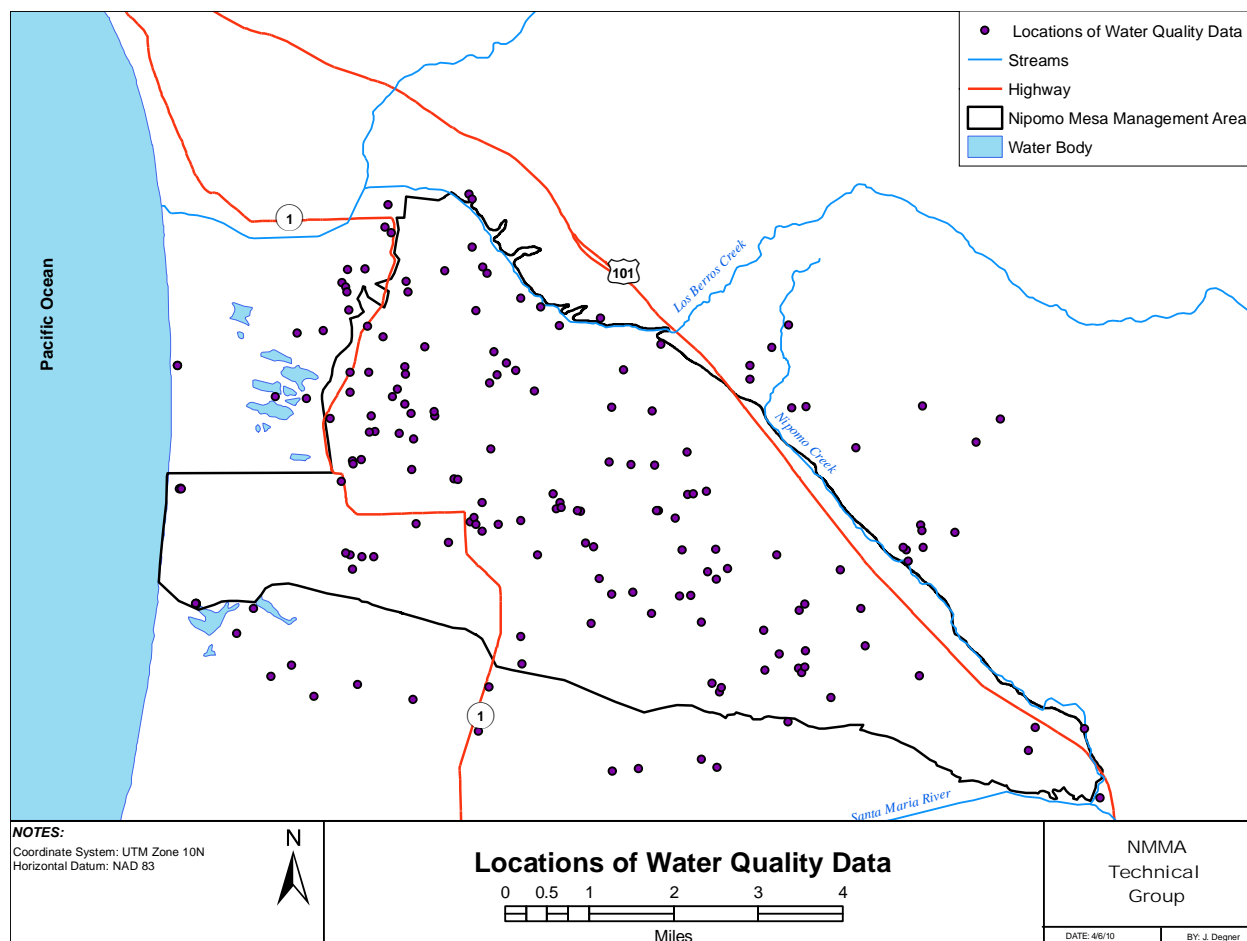 Locations of Water Quality Data
Streams
Highway
Nipomo Mesa Management Area
Water Body
1
101
Los Berros Creek
Pacific Ocean
Nipomo Creek
1
Santa Maria River
NOTES:
Coordinate System: UTM Zone 10N
Horizontal Datum: NAD 83
N
Locations of Water Quality Data
0 0.5 1 2 3 4
Miles
NMMA
Technical
Group
DATE: 4/6/10
BY: J. Degner